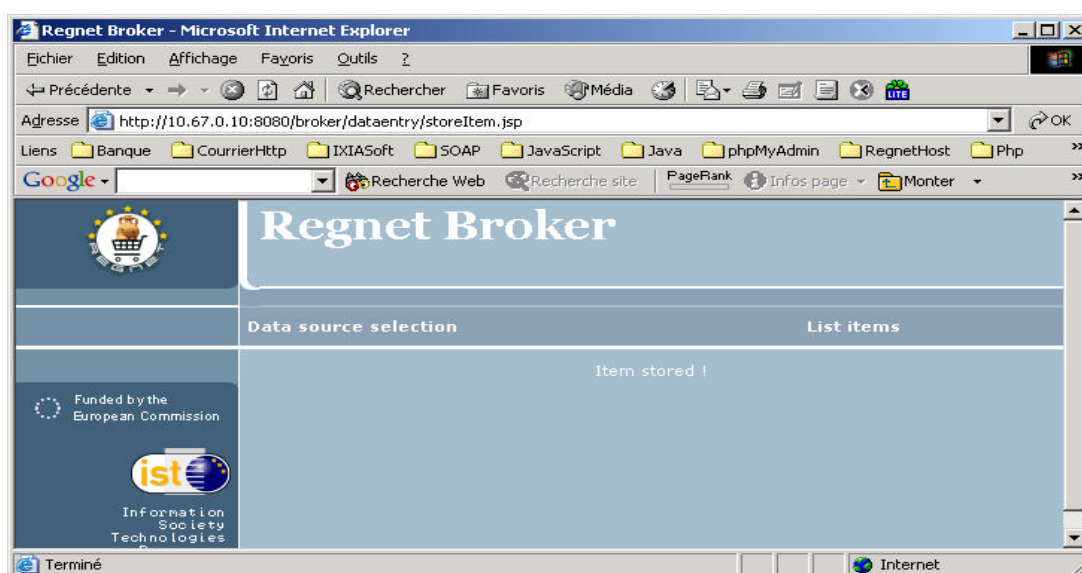 Regnet Broker - Microsoft Internet Explorer
Fichier Edition Affichage Favoris Outils ?
Précédente Rechercher Favoris Média LITE
Adresse http://10.67.0.10:8080/broker/dataentry/storeItem.jsp OK
Liens Banque CourrierHttp IXIASoft SOAP JavaScript Java phpMyAdmin RegnetHost Php »
Google Recherche Web Recherche site PageRank Infos page Monter »
REGNET
Regnet Broker
Data source selection List items
Item stored !
Funded by the
European Commission
ist
Information
Society
Technologies
Terminé Internet